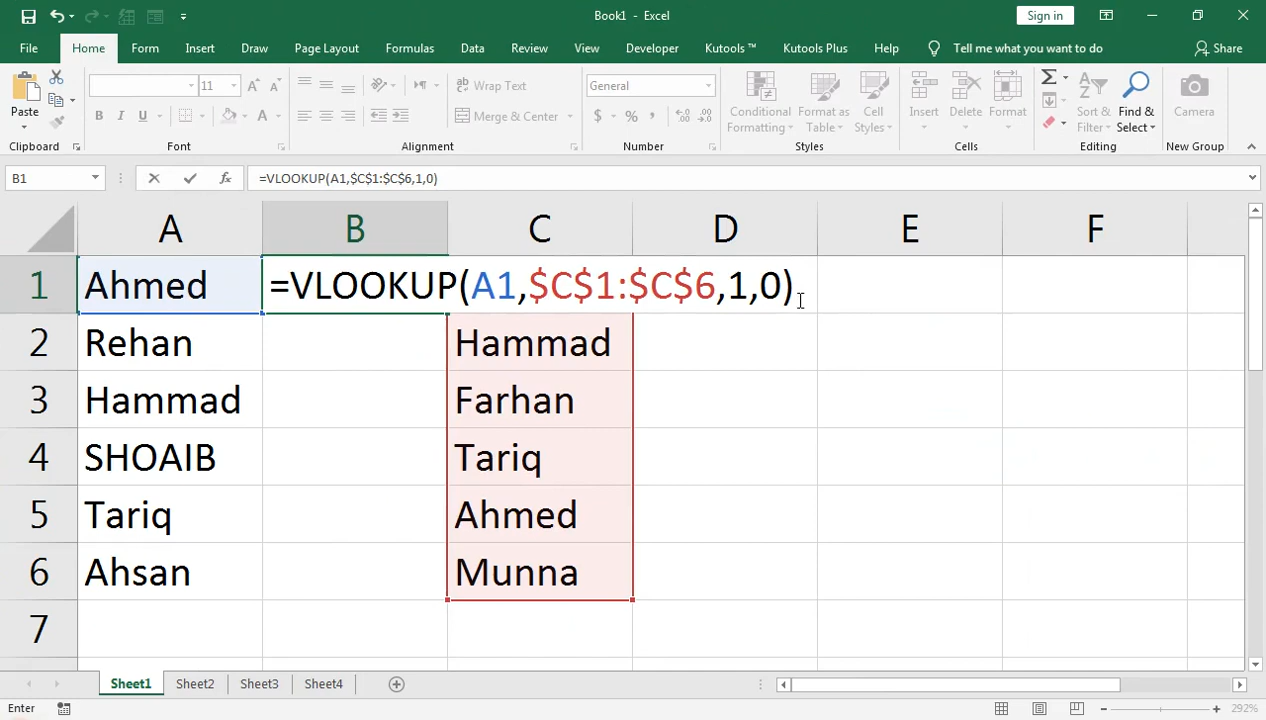 Book1 - Excel
Sign in
File Home Form Insert Draw Page Layout Formulas Data Review View Developer Kutools ™ Kutools Plus Help Tell me what you want to do Share
Paste
11
B I U
Wrap Text
Merge & Center
General
$ % ,
Conditional Formatting
Format as Table
Cell Styles
Insert
Delete
Format
Sort & Filter
Find & Select
Camera
Clipboard Font Alignment Number Styles Cells Editing New Group
B1 fx =VLOOKUP(A1,$C$1:$C$6,1,0)
A B C D E F
1 Ahmed =VLOOKUP(A1,$C$1:$C$6,1,0)
2 Rehan Hammad
3 Hammad Farhan
4 SHOAIB Tariq
5 Tariq Ahmed
6 Ahsan Munna
7
Sheet1 Sheet2 Sheet3 Sheet4
Enter 292%